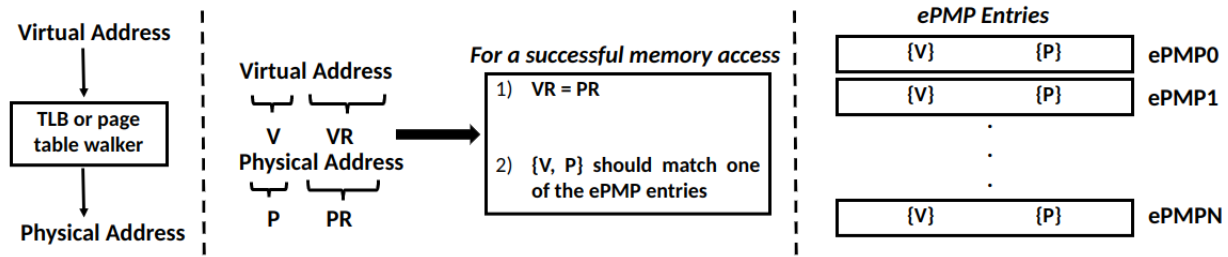 Virtual Address
TLB or page
table walker
Physical Address
Virtual Address
V VR
Physical Address
P PR
For a successful memory access
1) VR = PR
2) {V, P} should match one
of the ePMP entries
ePMP Entries
{V} {P} ePMP0
{V} {P} ePMP1
.
.
.
{V} {P} ePMPN